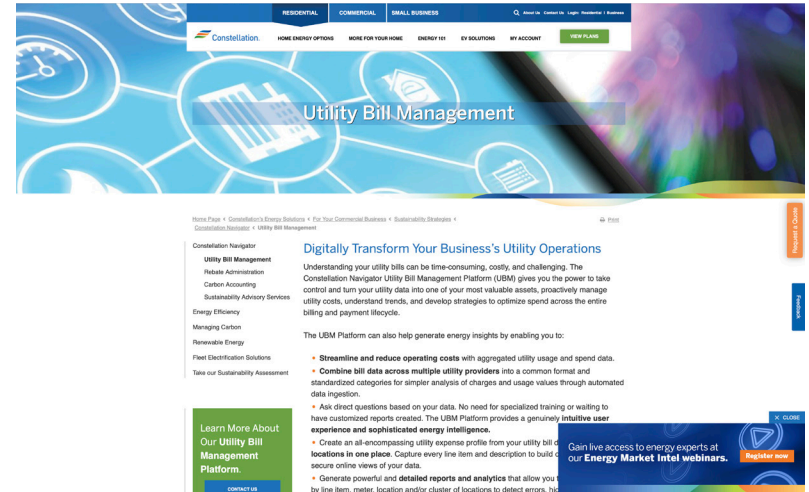 RESIDENTIAL COMMERCIAL SMALL BUSINESS About Us Contact Us Login: Residential | Business
Constellation. HOME ENERGY OPTIONS MORE FOR YOUR HOME ENERGY 101 EV SOLUTIONS MY ACCOUNT VIEW PLANS
Utility Bill Management
Home Page < Constellation's Energy Solutions < For Your Commercial Business < Sustainability Strategies <
Constellation Navigator < Utility Bill Management
Print
Request a Quote
Feedback
Constellation Navigator
Utility Bill Management
Rebate Administration
Carbon Accounting
Sustainability Advisory Services
Energy Efficiency
Managing Carbon
Renewable Energy
Fleet Electrification Solutions
Take our Sustainability Assessment
Learn More About
Our Utility Bill
Management
Platform.
CONTACT US
Digitally Transform Your Business's Utility Operations
Understanding your utility bills can be time-consuming, costly, and challenging. The
Constellation Navigator Utility Bill Management Platform (UBM) gives you the power to take
control and turn your utility data into one of your most valuable assets, proactively manage
utility costs, understand trends, and develop strategies to optimize spend across the entire
billing and payment lifecycle.
The UBM Platform can also help generate energy insights by enabling you to:
• Streamline and reduce operating costs with aggregated utility usage and spend data.
• Combine bill data across multiple utility providers into a common format and
standardized categories for simpler analysis of charges and usage values through automated
data ingestion.
• Ask direct questions based on your data. No need for specialized training or waiting to
have customized reports created. The UBM Platform provides a genuinely intuitive user
experience and sophisticated energy intelligence.
• Create an all-encompassing utility expense profile from your utility bill d
locations in one place. Capture every line item and description to build c
secure online views of your data.
• Generate powerful and detailed reports and analytics that allow you t
by line item, meter, location and/or cluster of locations to detect errors, hig
X CLOSE
Gain live access to energy experts at
our Energy Market Intel webinars.
Register now